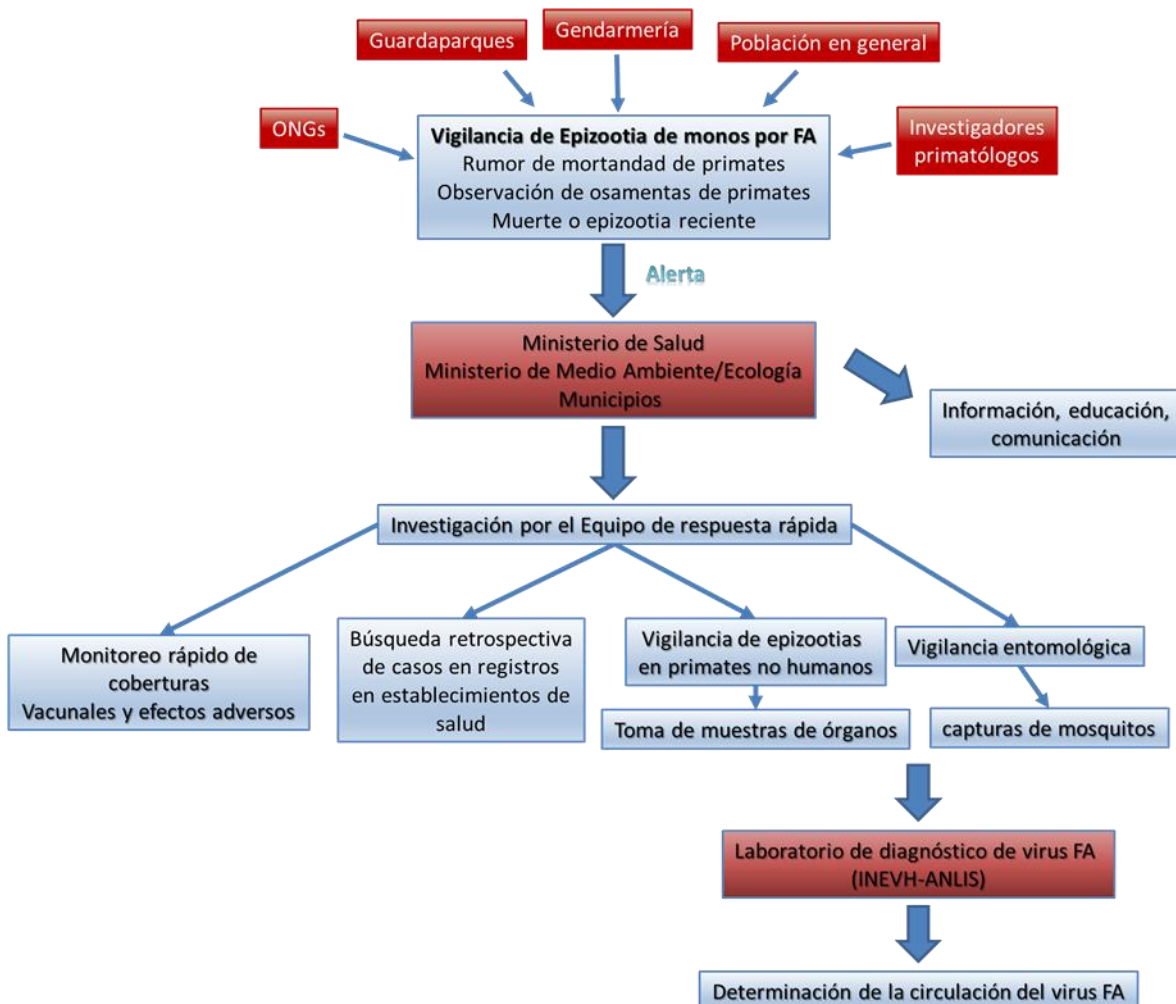 Guardaparques
Gendarmería
Población en general
ONGs
Vigilancia de Epizootia de monos por FA
Rumor de mortandad de primates
Observación de osamentas de primates
Muerte o epizootia reciente
Investigadores
primatólogos
Alerta
Ministerio de Salud
Ministerio de Medio Ambiente/Ecología
Municipios
Información, educación,
comunicación
Investigación por el Equipo de respuesta rápida
Monitoreo rápido de
coberturas
Vacunales y efectos adversos
Búsqueda retrospectiva
de casos en registros
en establecimientos de
salud
Vigilancia de epizootias
en primates no humanos
Vigilancia entomológica
Toma de muestras de órganos
capturas de mosquitos
Laboratorio de diagnóstico de virus FA
(INEVH-ANLIS)
Determinación de la circulación del virus FA